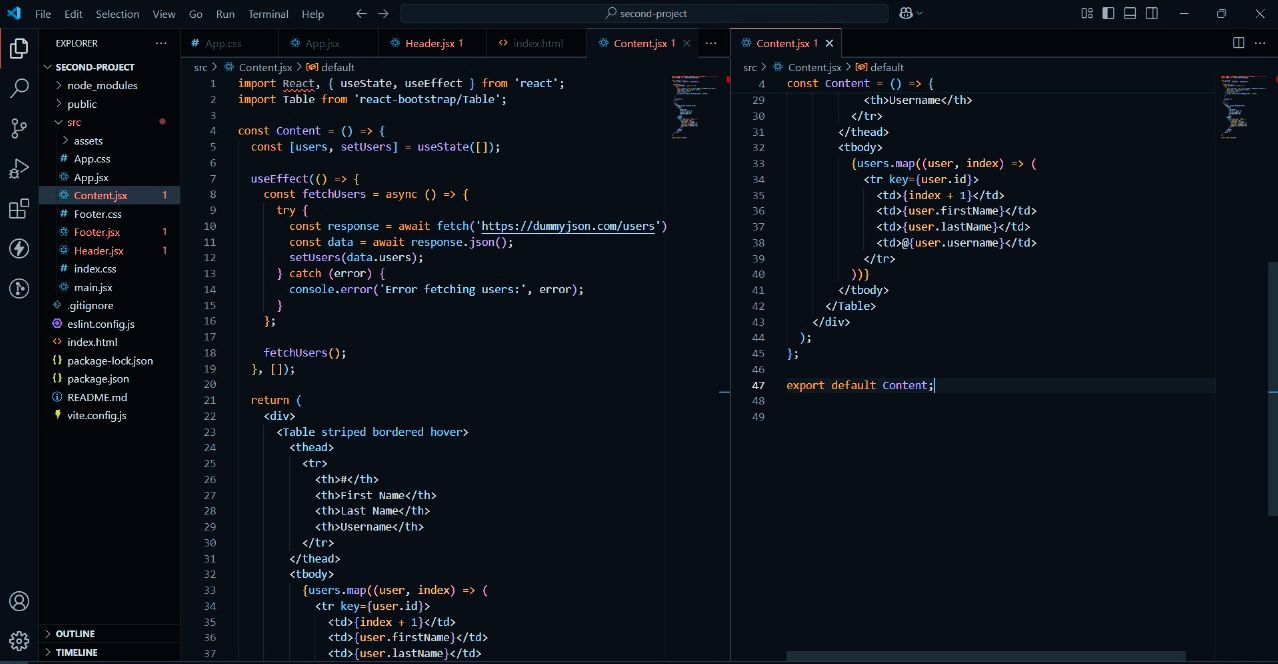 File Edit Selection View Go Run Terminal Help
second-project
EXPLORER
SECOND-PROJECT
node_modules
public
src
assets
App.css
App.jsx
Content.jsx 1
Footer.css
Footer.jsx 1
Header.jsx 1
index.css
main.jsx
.gitignore
eslint.config.js
index.html
package-lock.json
package.json
README.md
vite.config.js
OUTLINE
TIMELINE
App.css App.jsx Header.jsx 1 index.html Content.jsx 1
src > Content.jsx > default
1 import React, { useState, useEffect } from 'react';
2 import Table from 'react-bootstrap/Table';
3
4 const Content = () => {
5 const [users, setUsers] = useState([]);
6
7 useEffect(() => {
8 const fetchUsers = async () => {
9 try {
10 const response = await fetch('https://dummyjson.com/users')
11 const data = await response.json();
12 setUsers(data.users);
13 } catch (error) {
14 console.error('Error fetching users:', error);
15 }
16 };
17
18 fetchUsers();
19 }, []);
20
21 return (
22 <div>
23 <Table striped bordered hover>
24 <thead>
25 <tr>
26 <th>#</th>
27 <th>First Name</th>
28 <th>Last Name</th>
29 <th>Username</th>
30 </tr>
31 </thead>
32 <tbody>
33 {users.map((user, index) => (
34 <tr key={user.id}>
35 <td>{index + 1}</td>
36 <td>{user.firstName}</td>
37 <td>{user.lastName}</td>
Content.jsx 1
src > Content.jsx > default
4 const Content = () => {
29 <th>Username</th>
30 </tr>
31 </thead>
32 <tbody>
33 {users.map((user, index) => (
34 <tr key={user.id}>
35 <td>{index + 1}</td>
36 <td>{user.firstName}</td>
37 <td>{user.lastName}</td>
38 <td>@{user.username}</td>
39 </tr>
40 ))}
41 </tbody>
42 </Table>
43 </div>
44 );
45 };
46
47 export default Content;
48
49